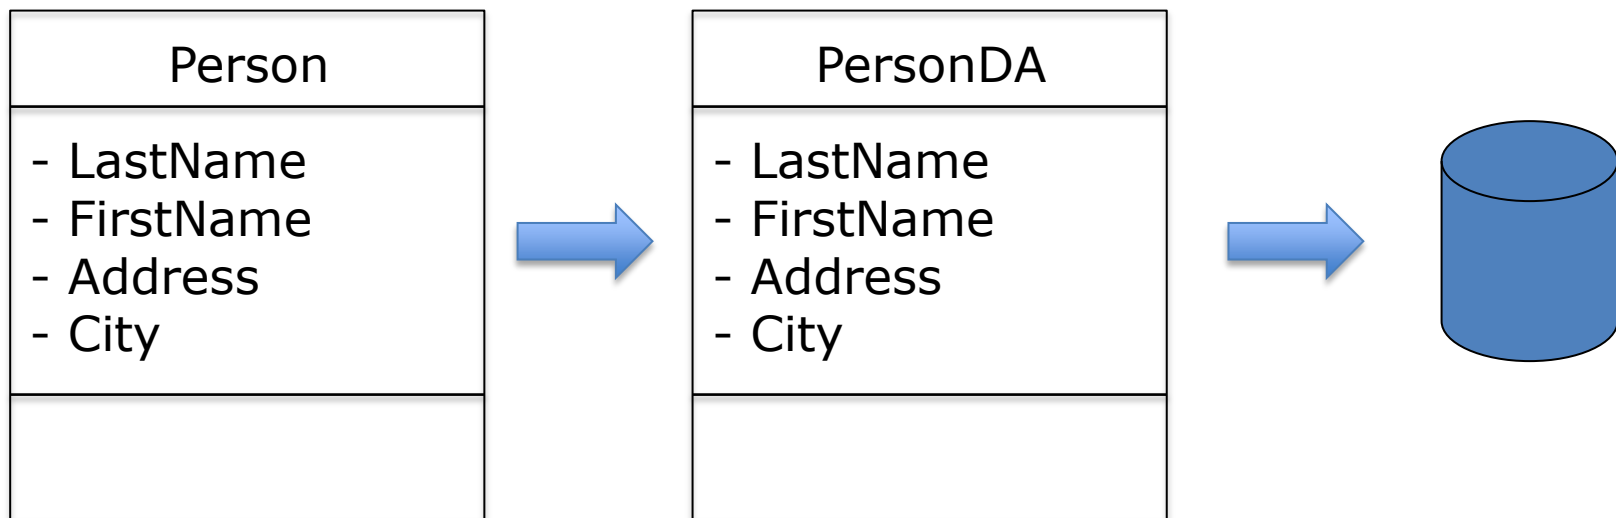 Person
- LastName
- FirstName
- Address
- City
PersonDA
- LastName
- FirstName
- Address
- City